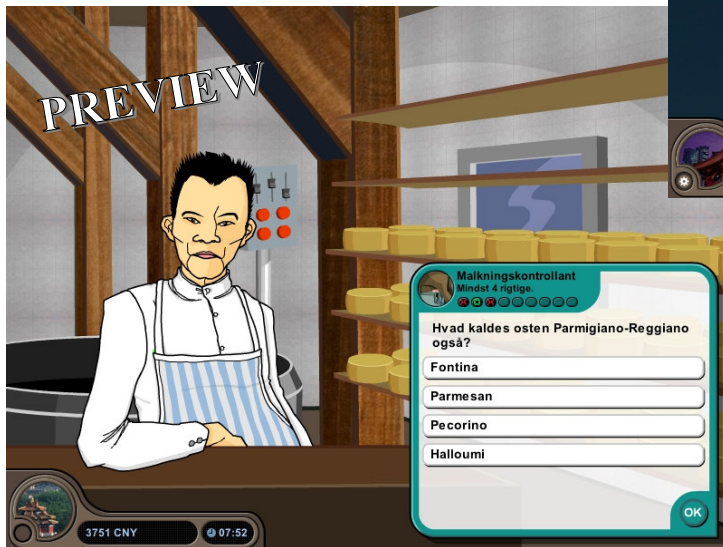 PREVIEW
Malkningskontrollant
Mindst 4 rigtige.
Hvad kaldes osten Parmigiano-Reggiano
også?
Fontina
Parmesan
Pecorino
Halloumi
OK
3751 CNY
07:52